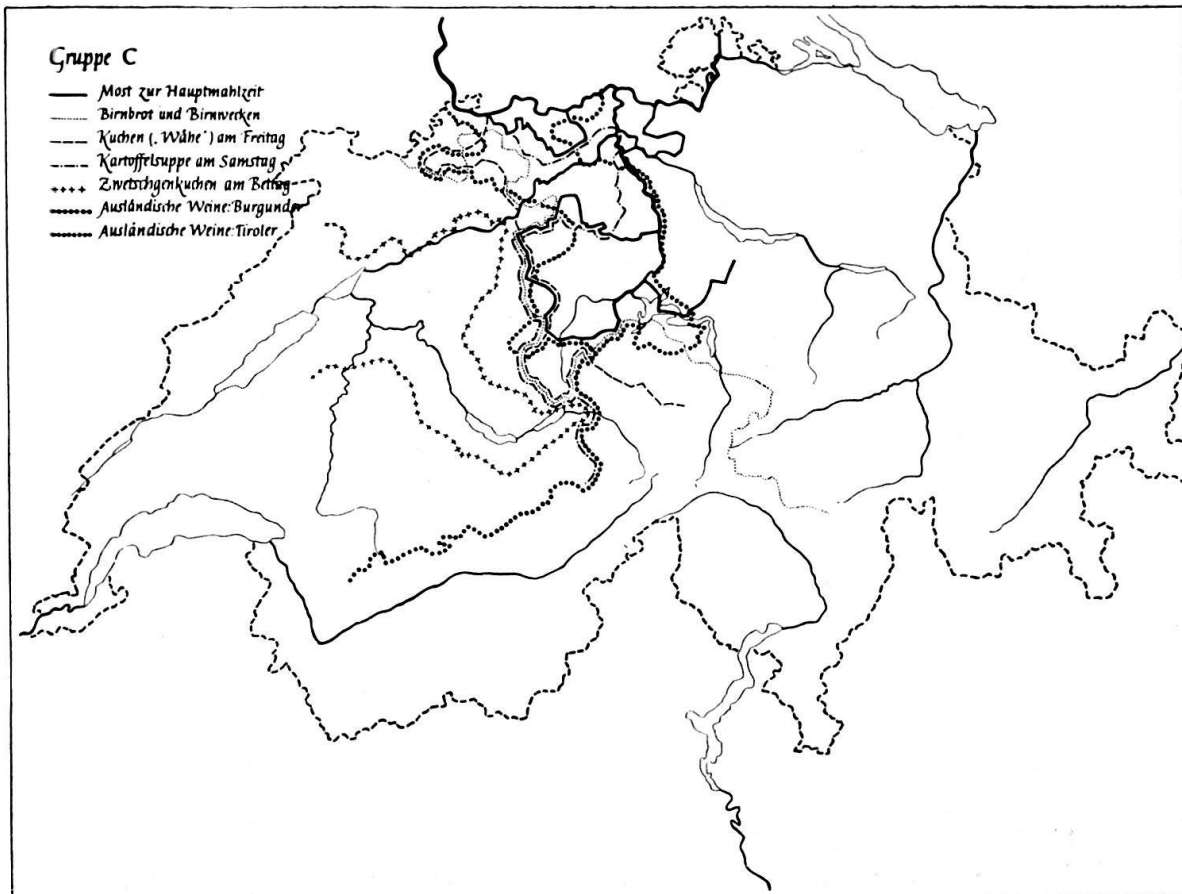 Gruppe C
Most zur Hauptmahlzeit
Birnbrot und Birnwecken
Kuchen („Wähe“) am Freitag
Kartoffelsuppe am Samstag
Zwetschgenkuchen am Bettag
Ausländische Weine: Burgunder
Ausländische Weine: Tiroler